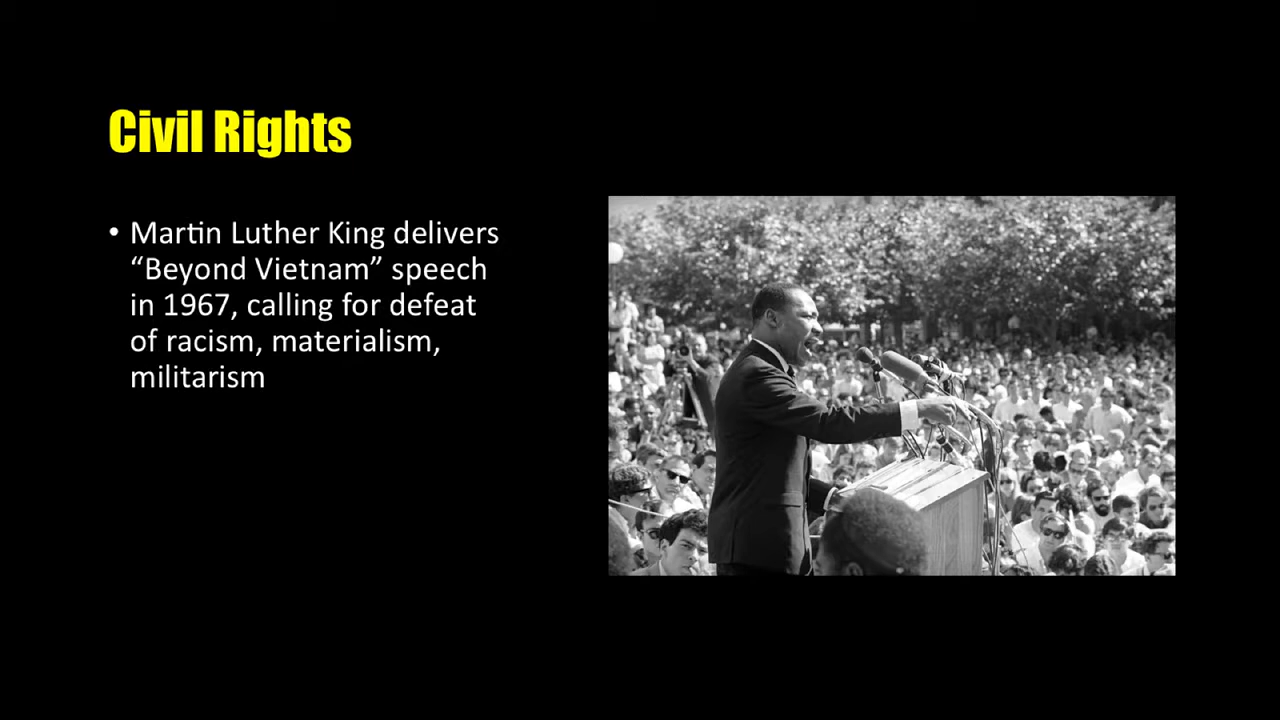 Civil Rights
• Martin Luther King delivers
“Beyond Vietnam” speech
in 1967, calling for defeat
of racism, materialism,
militarism